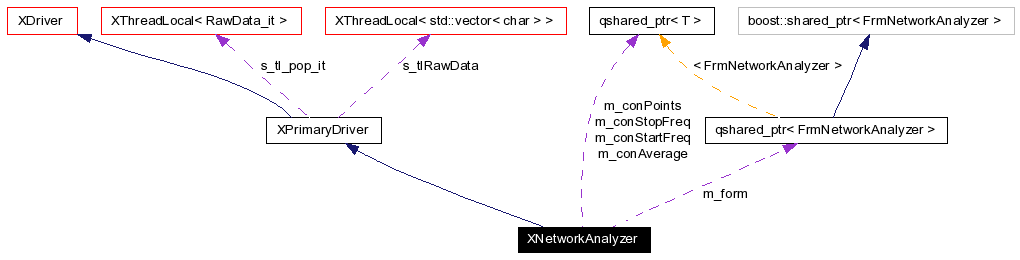 XDriver
XThreadLocal< RawData_it >
XThreadLocal< std::vector< char > >
qshared_ptr< T >
boost::shared_ptr< FrmNetworkAnalyzer >
s_tl_pop_it
s_tlRawData
< FrmNetworkAnalyzer >
m_conPoints
m_conStopFreq
m_conStartFreq
m_conAverage
XPrimaryDriver
qshared_ptr< FrmNetworkAnalyzer >
m_form
XNetworkAnalyzer